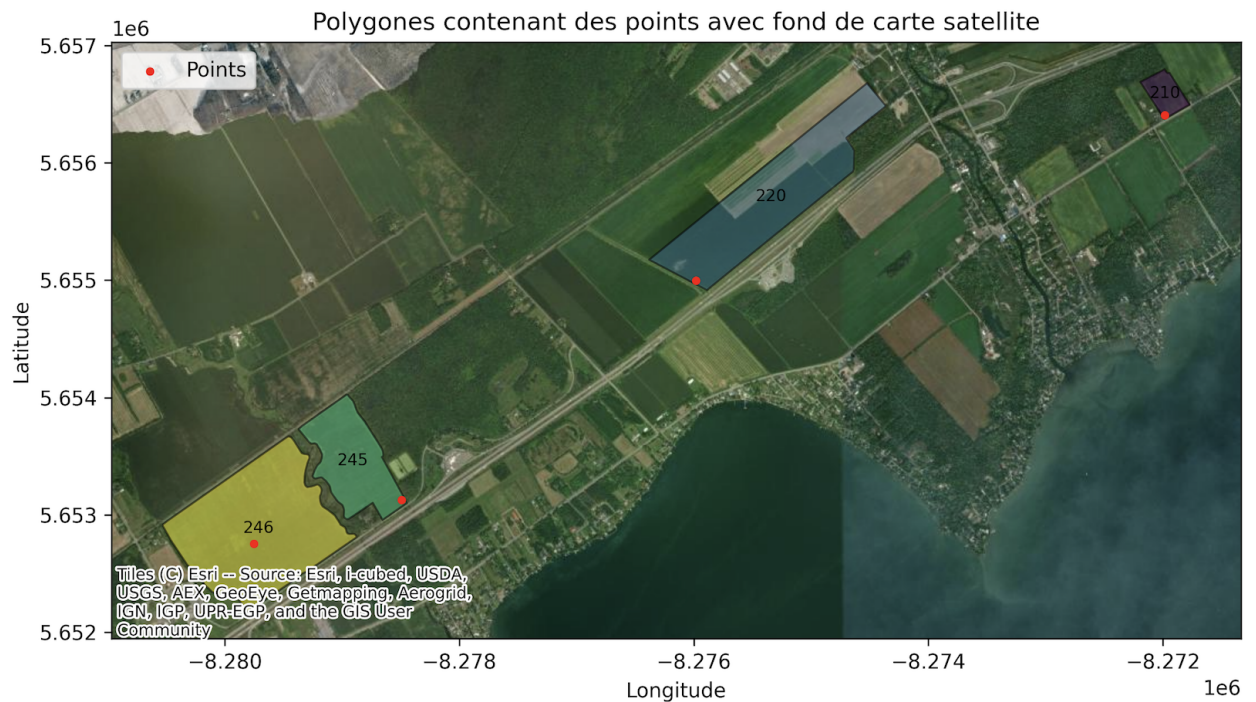 Polygones contenant des points avec fond de carte satellite
1e6
5.657
5.656
5.655
5.654
5.653
5.652
Latitude
Points
210
220
245
246
Tiles (C) Esri -- Source: Esri, i-cubed, USDA,
USGS, AEX, GeoEye, Getmapping, Aerogrid,
IGN, IGP, UPR-EGP, and the GIS User
Community
−8.280 −8.278 −8.276 −8.274 −8.272
1e6
Longitude